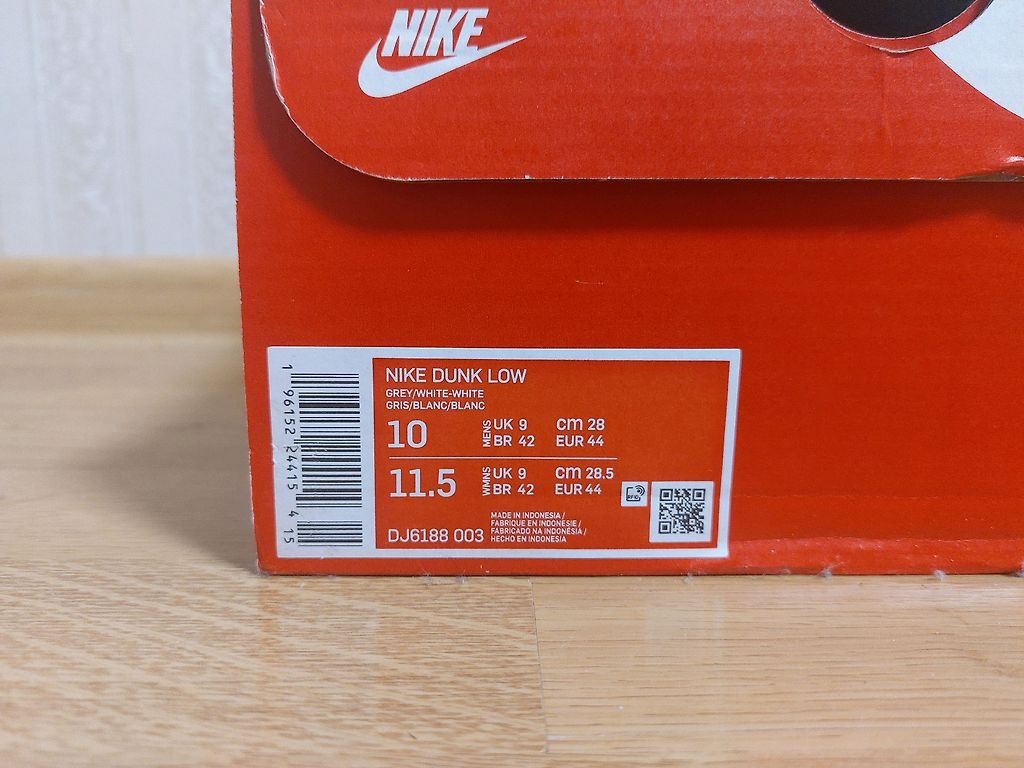 NIKE
NIKE DUNK LOW
GREY/WHITE-WHITE
GRIS/BLANC/BLANC
10 MENS UK 9 cm 28
BR 42 EUR 44
11.5 WMNS UK 9 cm 28.5
BR 42 EUR 44
RFID
DJ6188 003
MADE IN INDONESIA /
FABRIQUE EN INDONESIE /
FABRICADO NA INDONÉSIA /
HECHO EN INDONESIA
1 96152 24415 4 15